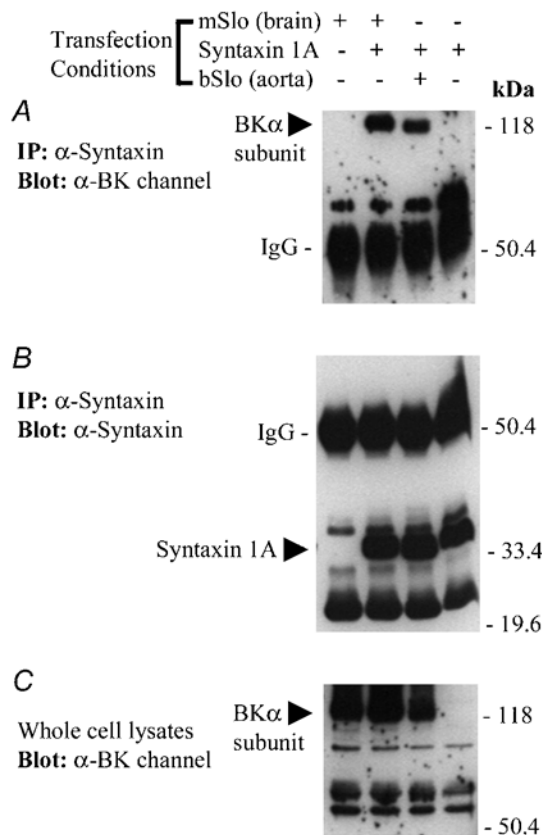 Transfection Conditions
mSlo (brain) + + - -
Syntaxin 1A - + + +
bSlo (aorta) - - + -
kDa
A
IP: α-Syntaxin
Blot: α-BK channel
BKα subunit
IgG -
- 118
- 50.4
B
IP: α-Syntaxin
Blot: α-Syntaxin
IgG -
Syntaxin 1A
- 50.4
- 33.4
- 19.6
C
Whole cell lysates
Blot: α-BK channel
BKα subunit
- 118
- 50.4